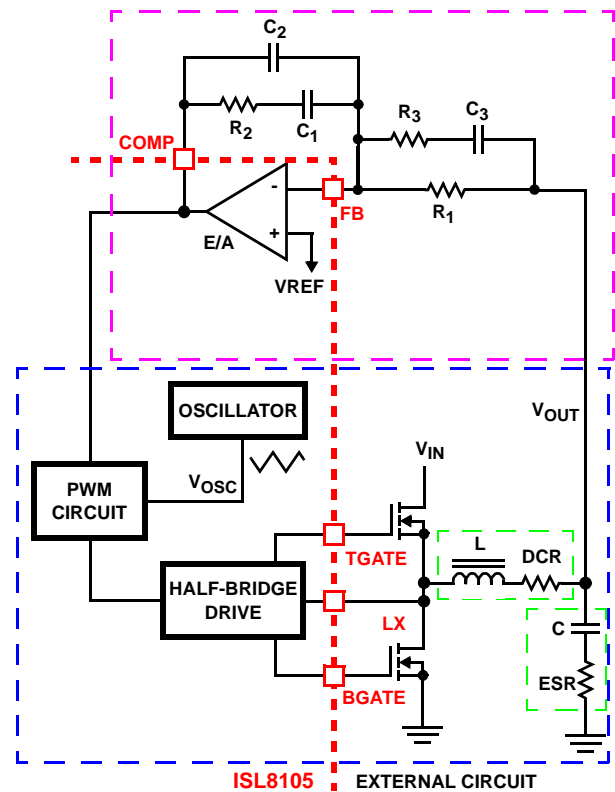 C2
R2
C1
R3
C3
COMP
-
FB
R1
E/A
+
VREF
OSCILLATOR
VOUT
PWM
CIRCUIT
VOSC
VIN
TGATE
L
DCR
HALF-BRIDGE
DRIVE
LX
C
ESR
BGATE
ISL8105
EXTERNAL CIRCUIT